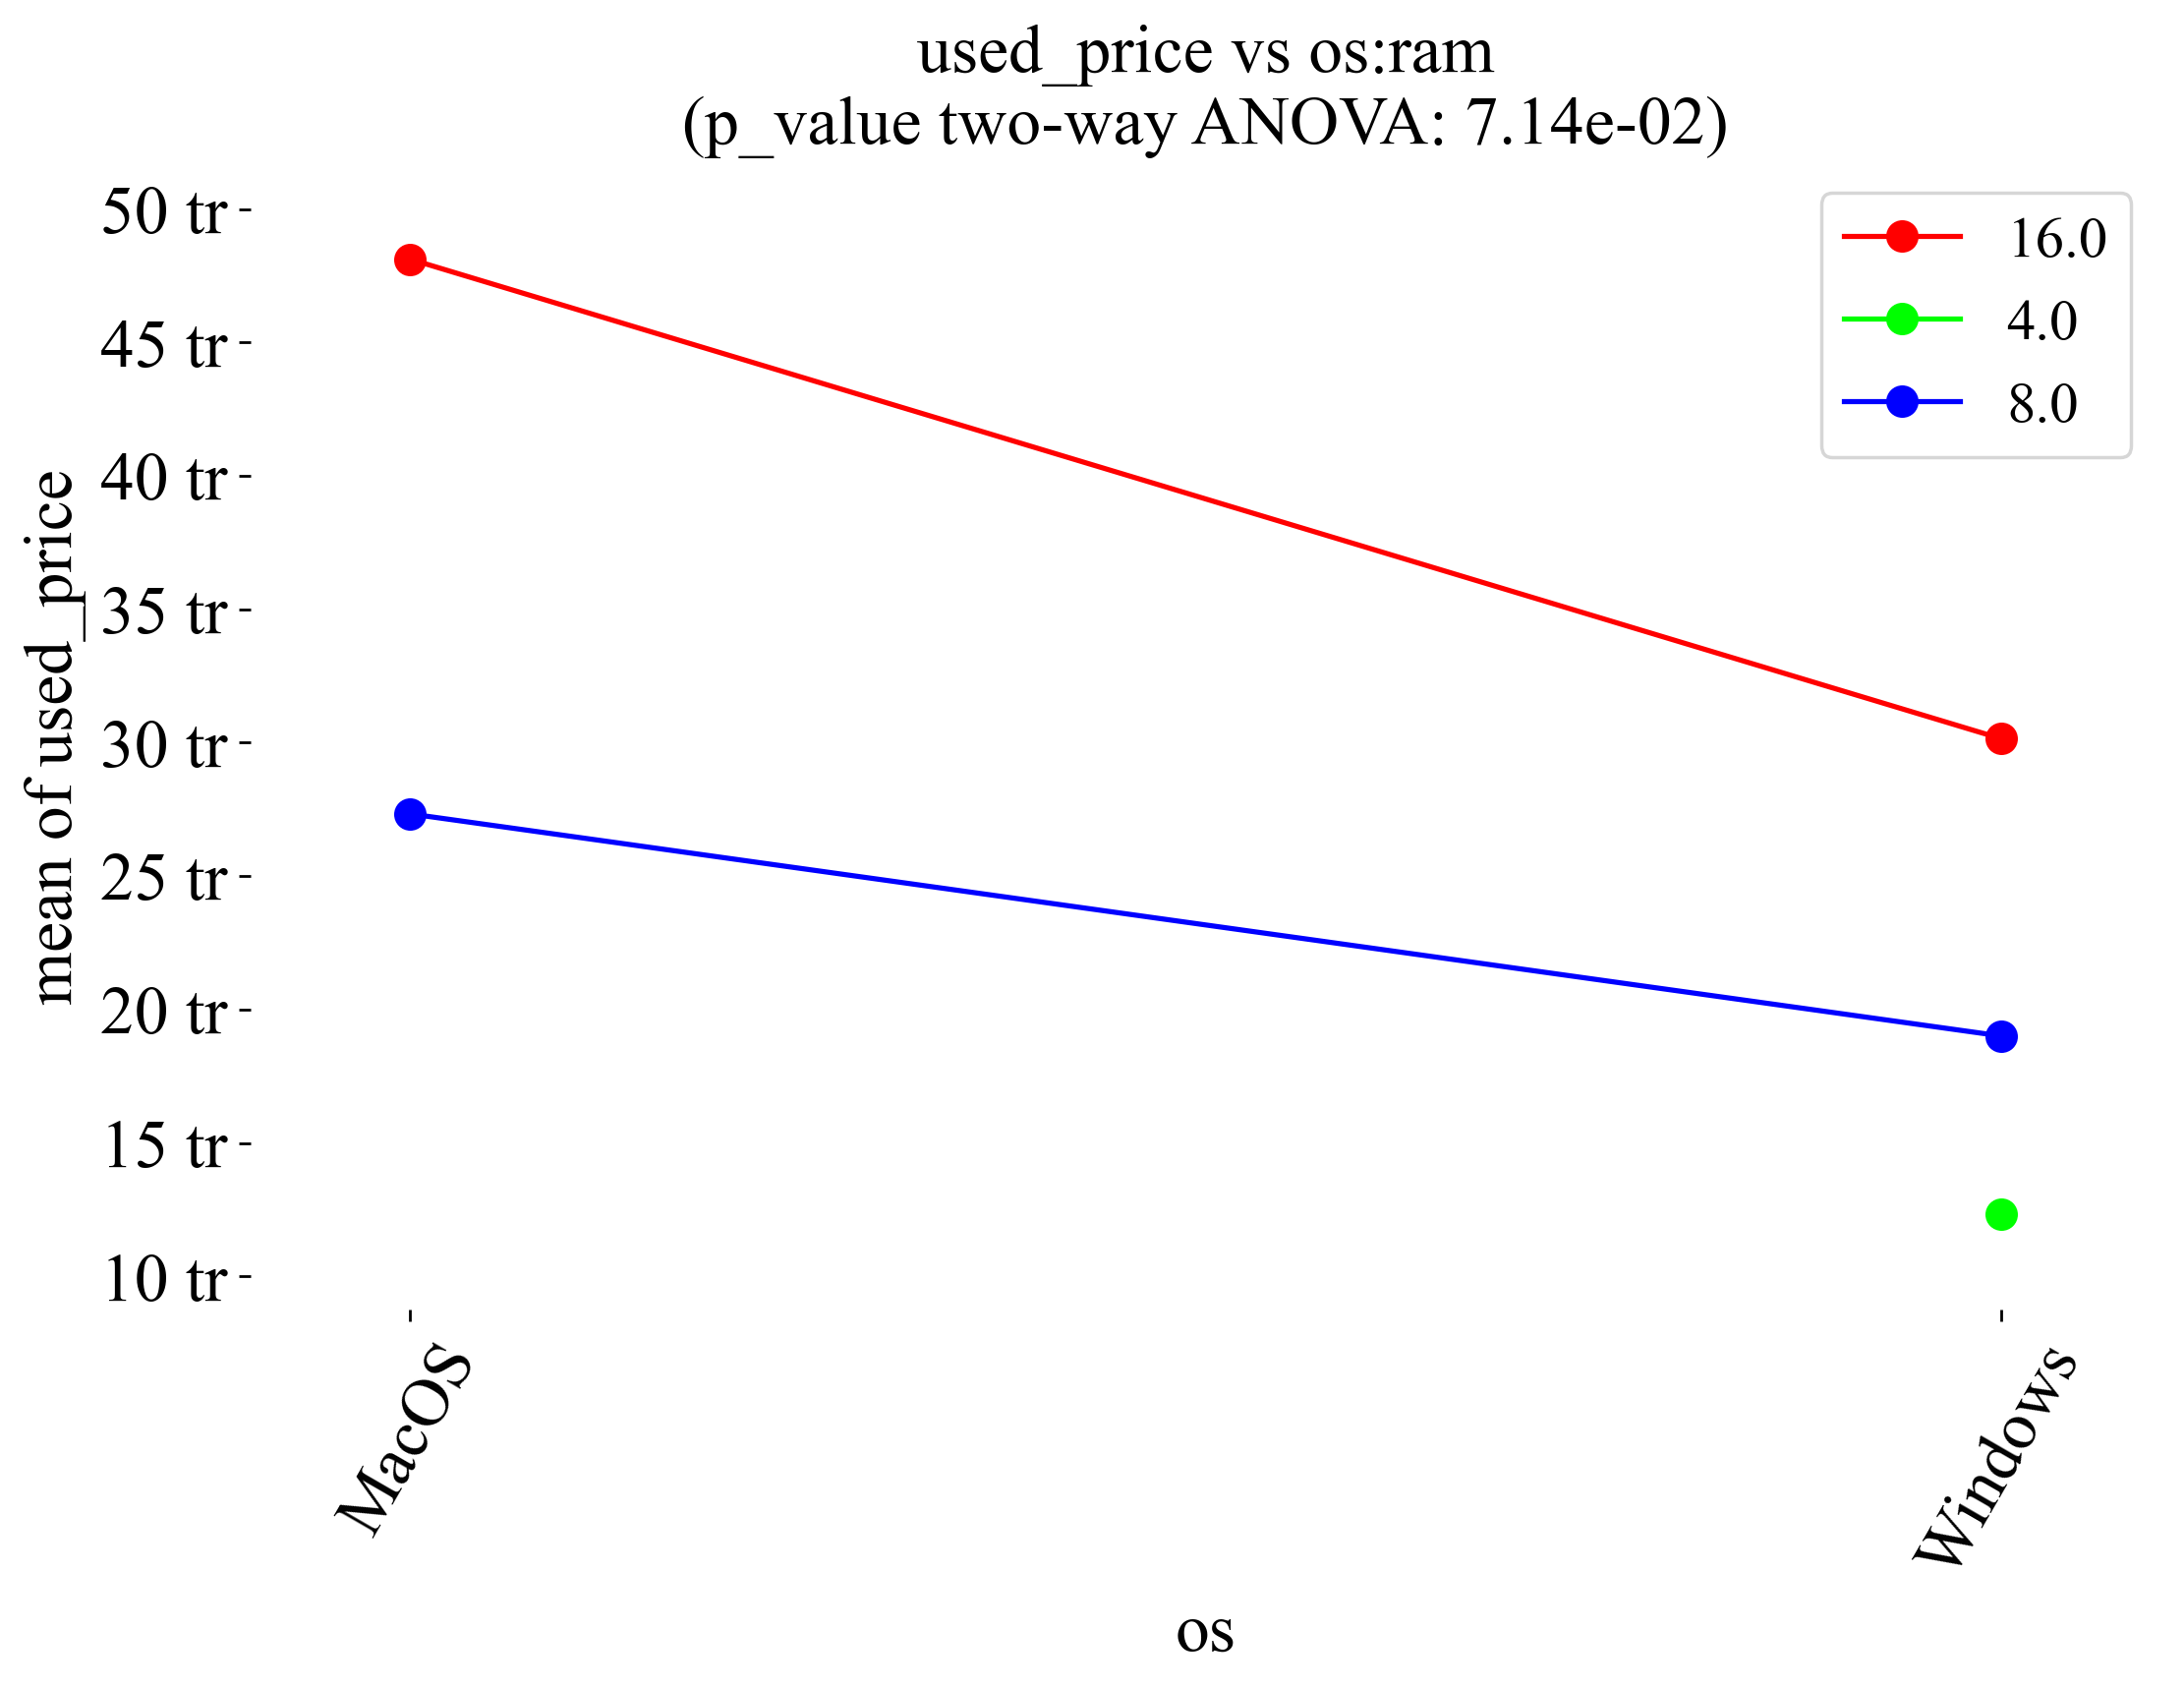 used_price vs os:ram
(p_value two-way ANOVA: 7.14e-02)
16.0
4.0
8.0
mean of used_price
50 tr
45 tr
40 tr
35 tr
30 tr
25 tr
20 tr
15 tr
10 tr
MacOS
Windows
os